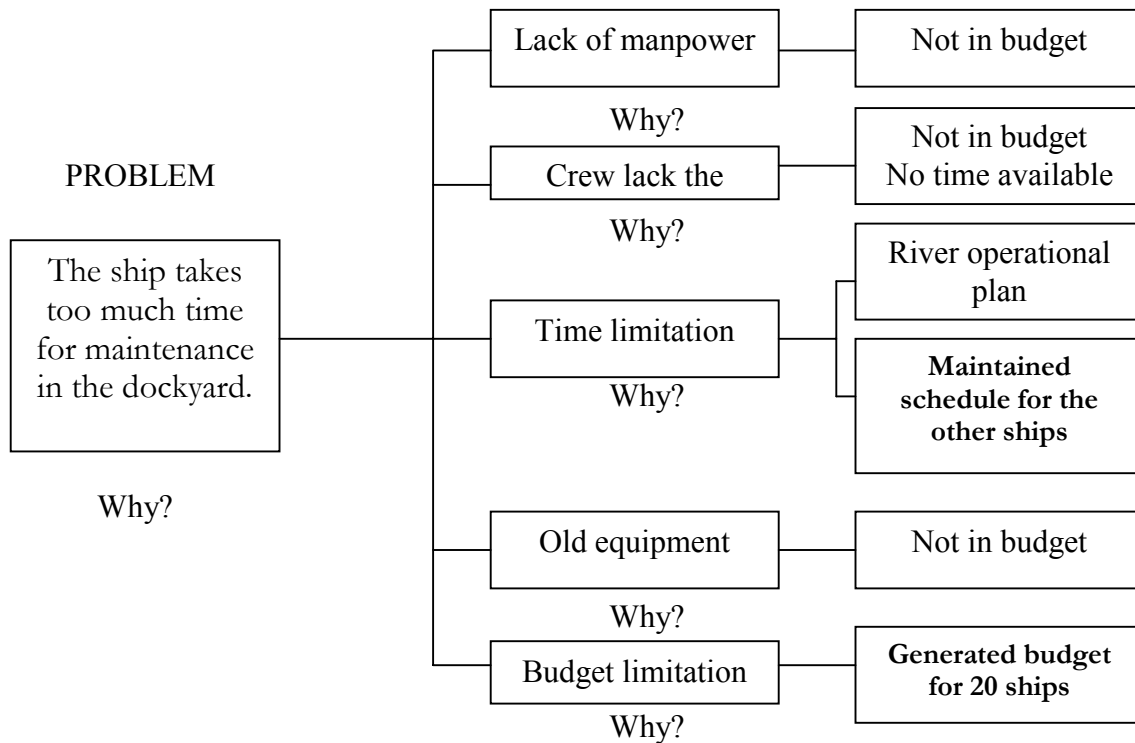 PROBLEM
The ship takes
too much time
for maintenance
in the dockyard.
Why?
Lack of manpower
Why?
Crew lack the
Why?
Time limitation
Why?
Old equipment
Why?
Budget limitation
Why?
Not in budget
Not in budget
No time available
River operational
plan
Maintained
schedule for the
other ships
Not in budget
Generated budget
for 20 ships